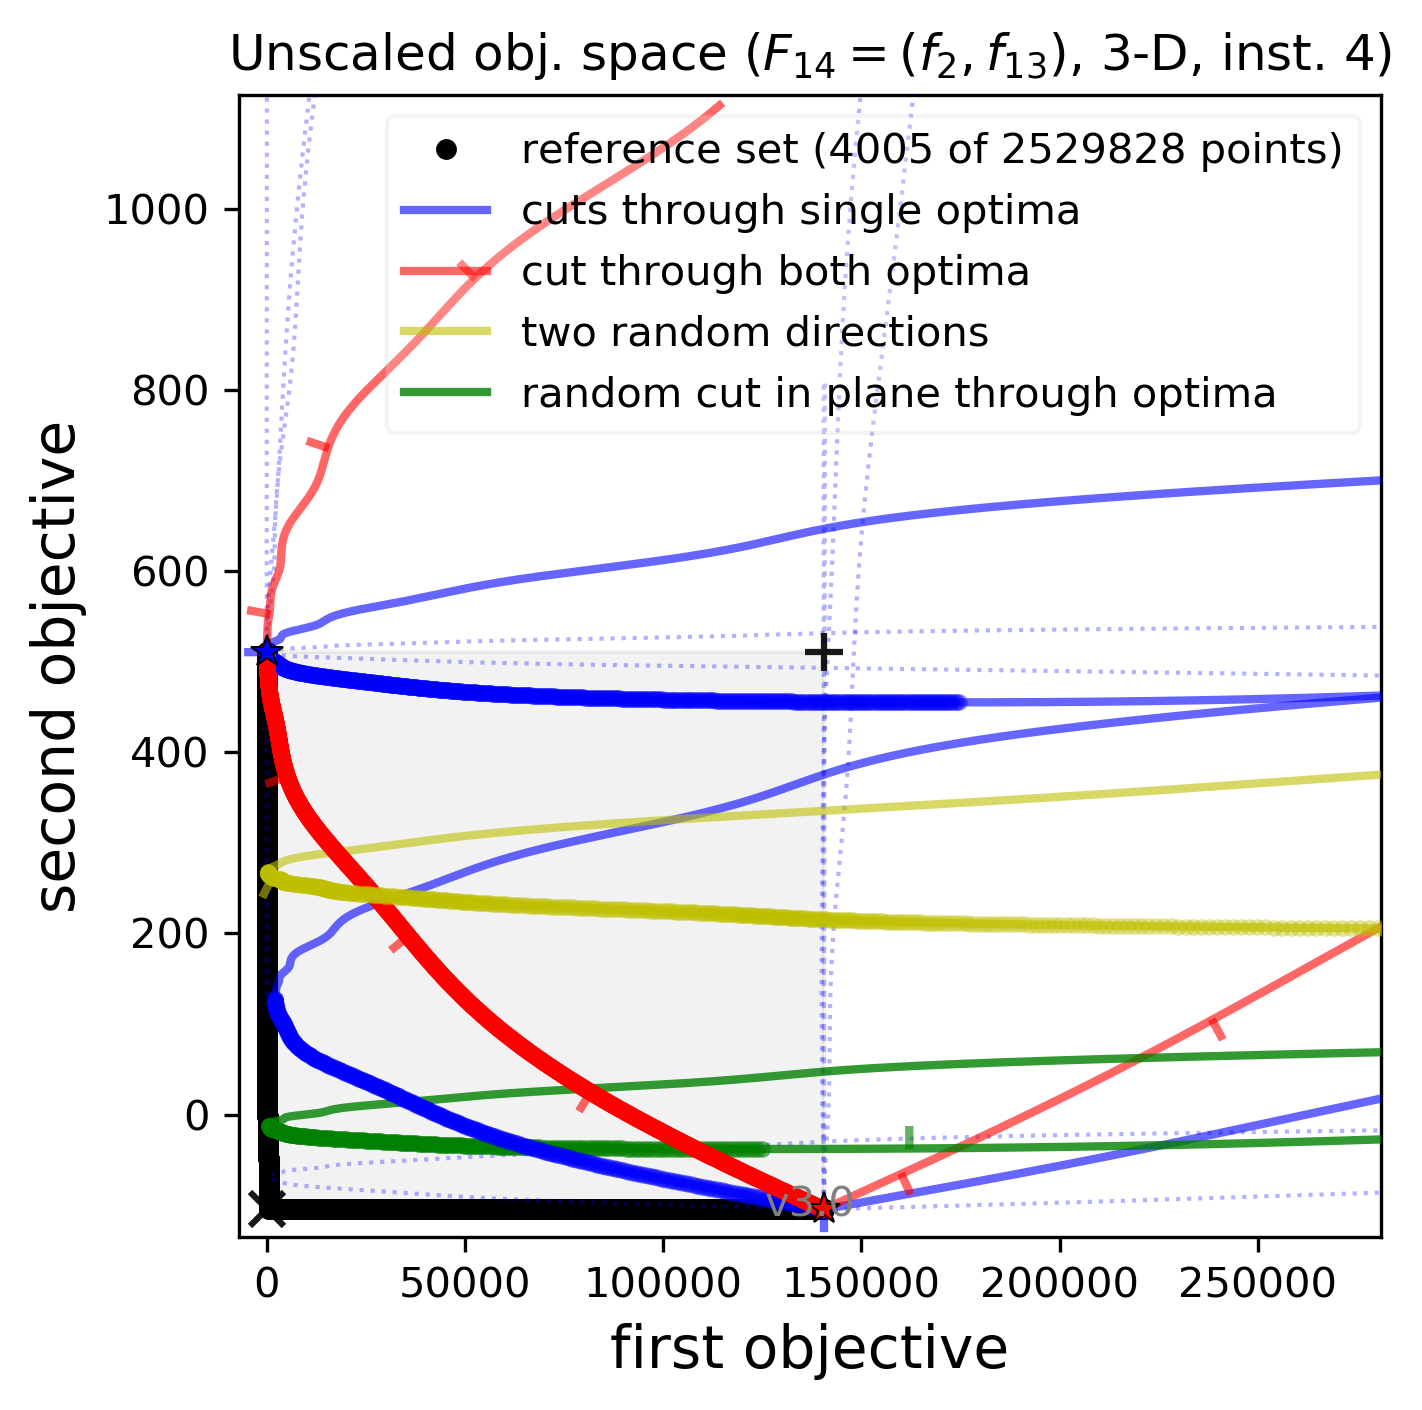 Unscaled obj. space (F₁₄ = (f₂, f₁₃), 3-D, inst. 4)
reference set (4005 of 2529828 points)
cuts through single optima
cut through both optima
two random directions
random cut in plane through optima
second objective
1000
800
600
400
200
0
v3.0
0 50000 100000 150000 200000 250000
first objective